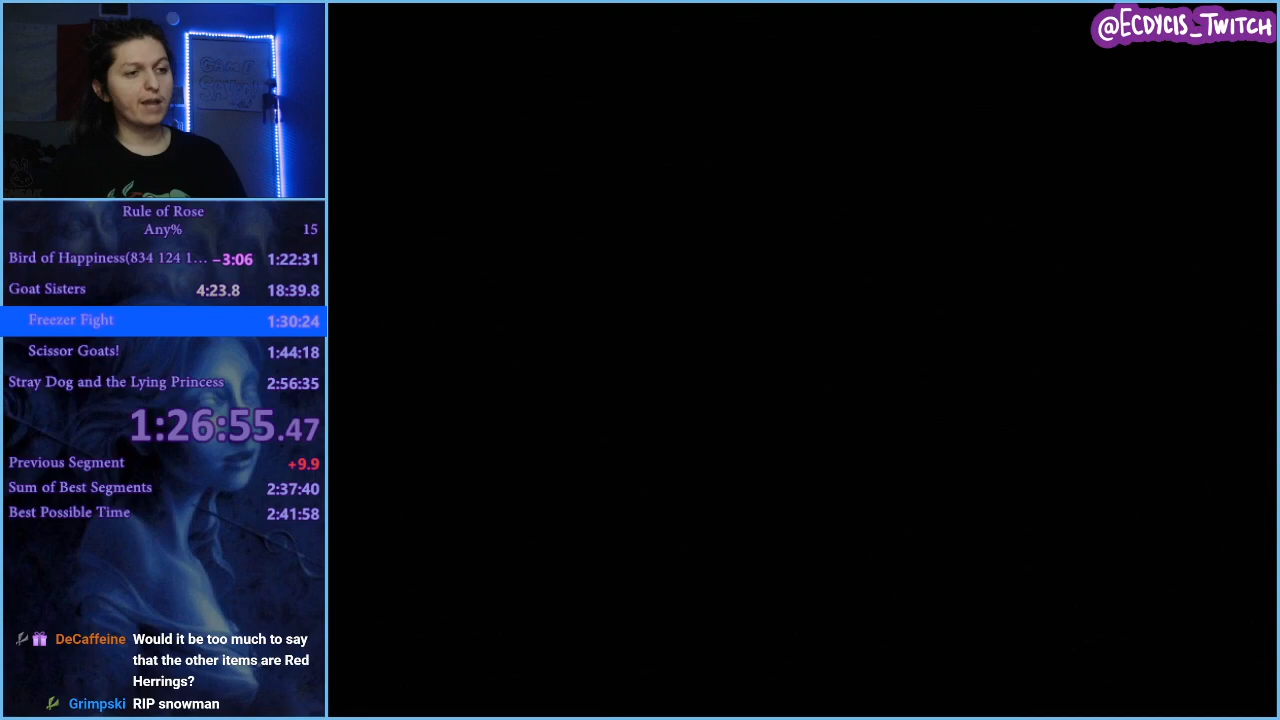 @Ecdycis_Twitch
Rule of Rose
Any% 15
Bird of Happiness(834 124 1... −3:06 1:22:31
Goat Sisters 4:23.8 18:39.8
Freezer Fight 1:30:24
Scissor Goats! 1:44:18
Stray Dog and the Lying Princess 2:56:35
1:26:55.47
Previous Segment +9.9
Sum of Best Segments 2:37:40
Best Possible Time 2:41:58
DeCaffeine Would it be too much to say
that the other items are Red
Herrings?
Grimpski RIP snowman